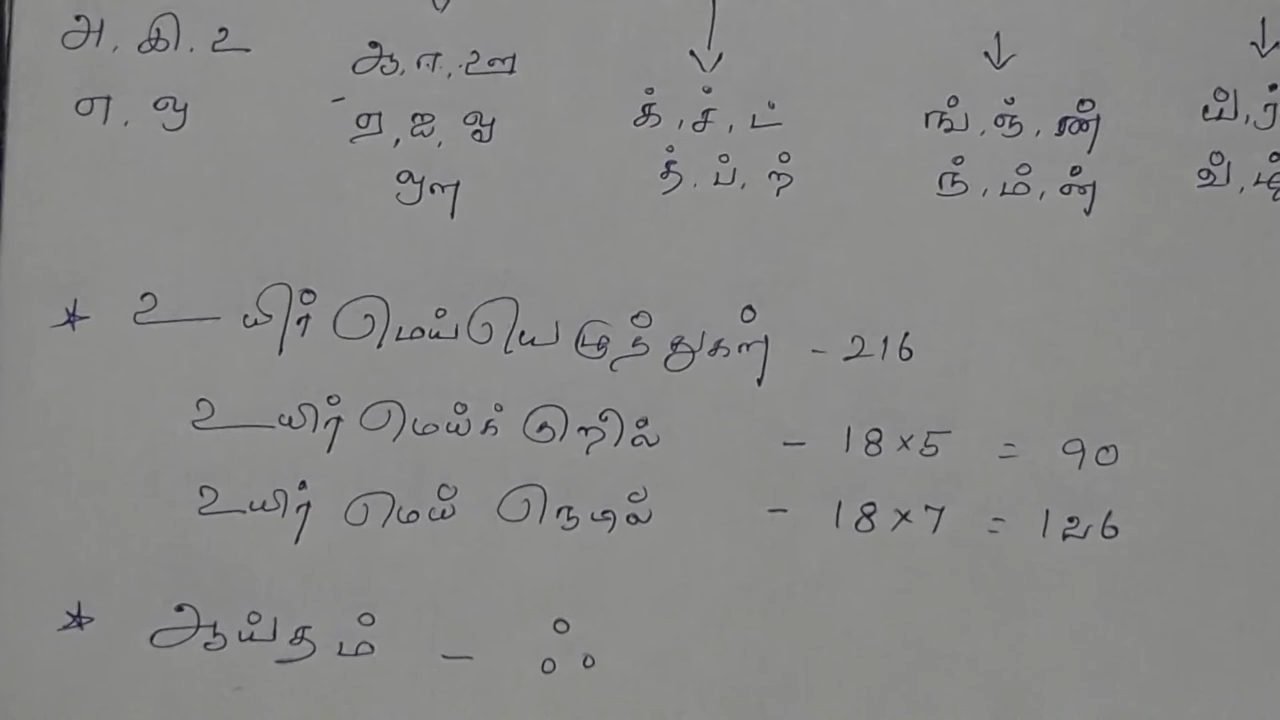 அ. இ. உ ஆ, ஈ, ஊ
எ, ஒ ஏ, ஐ, ஓ க், ச், ட் ங், ஞ், ண் ய், ர்
ஔ த். ப். ற் ந், ம், ன் வ், ழ்
* உயிர்மெய்யெழுத்துகள் - 216
உயிர்மெய்க் குறில் - 18×5 = 90
உயிர் மெய் நெடில் - 18×7 = 126
* ஆய்தம் - ஃ